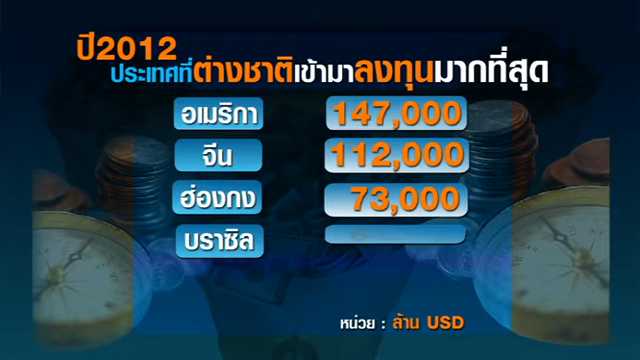 ปี2012
ประเทศที่ต่างชาติเข้ามาลงทุนมากที่สุด
อเมริกา 147,000
จีน 112,000
ฮ่องกง 73,000
บราซิล
หน่วย : ล้าน USD